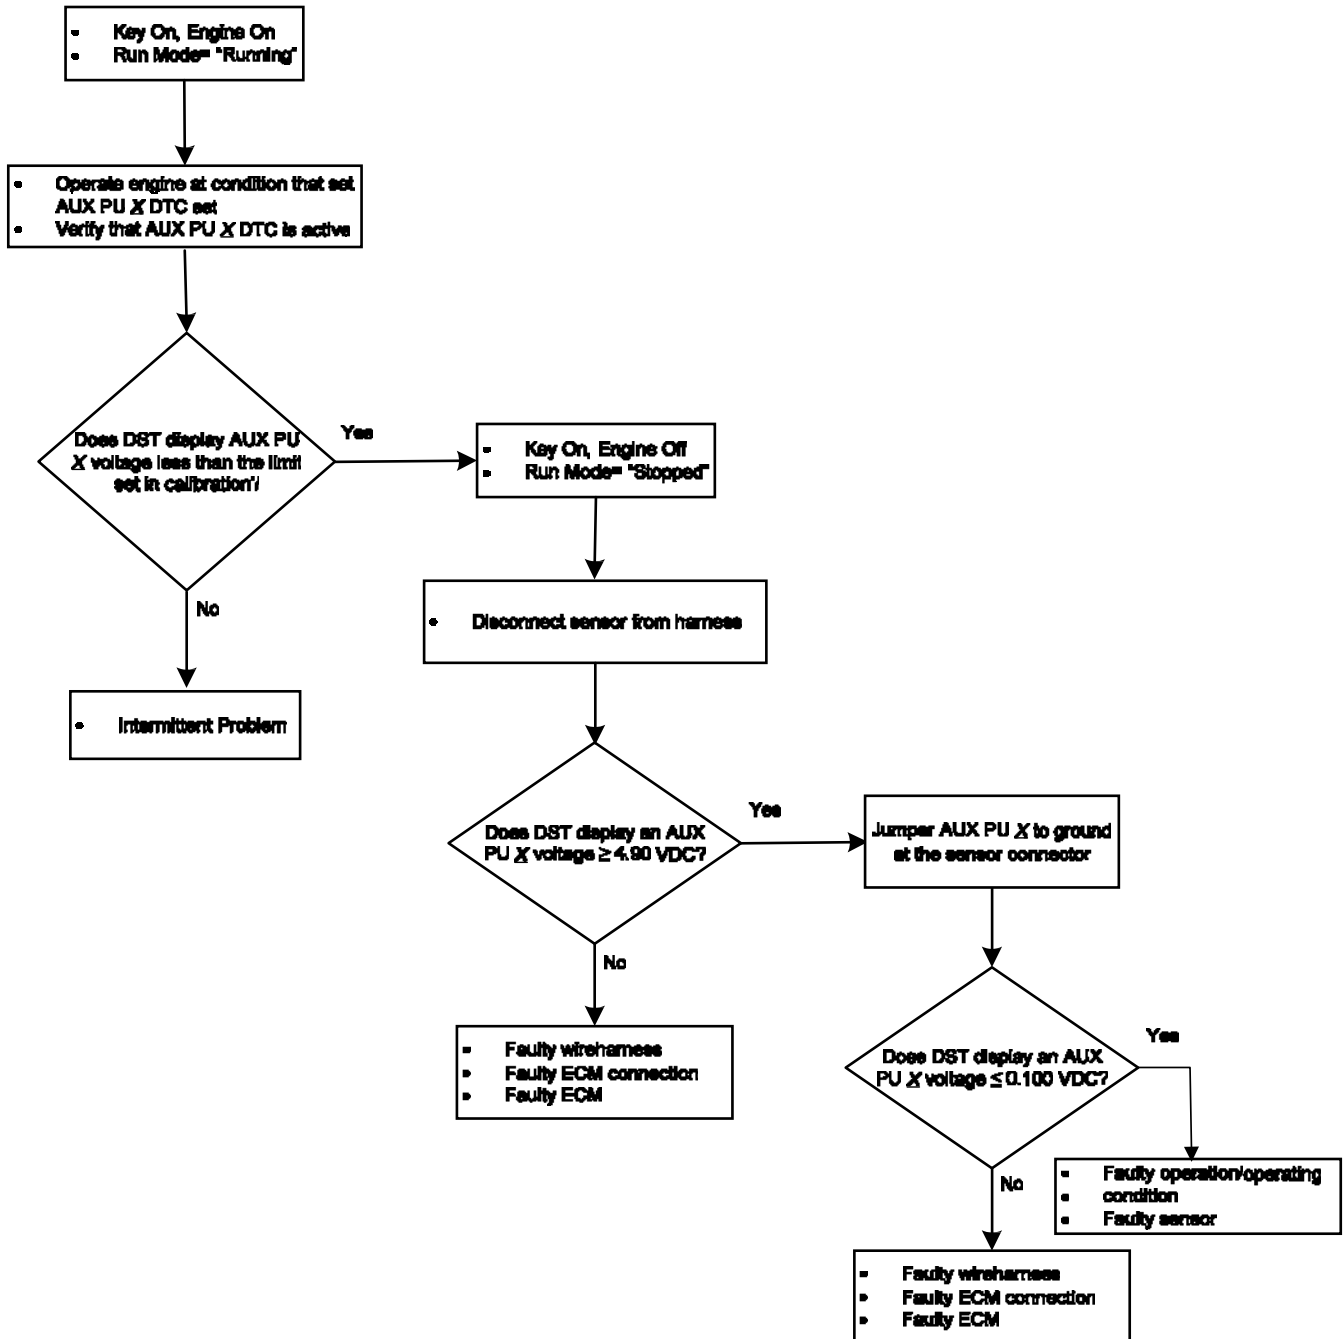 • Key On, Engine On
• Run Mode= "Running"
• Operate engine at condition that set
AUX PU X DTC set
• Verify that AUX PU X DTC is active
Does DST display AUX PU
X voltage less than the limit
set in calibration?
Yes
No
• Intermittent Problem
• Key On, Engine Off
• Run Mode= "Stopped"
• Disconnect sensor from harness
Does DST display an AUX
PU X voltage ≥ 4.90 VDC?
Yes
No
• Faulty wireharness
• Faulty ECM connection
• Faulty ECM
Jumper AUX PU X to ground
at the sensor connector
Does DST display an AUX
PU X voltage ≤ 0.100 VDC?
Yes
No
• Faulty operation/operating
• condition
• Faulty sensor
• Faulty wireharness
• Faulty ECM connection
• Faulty ECM